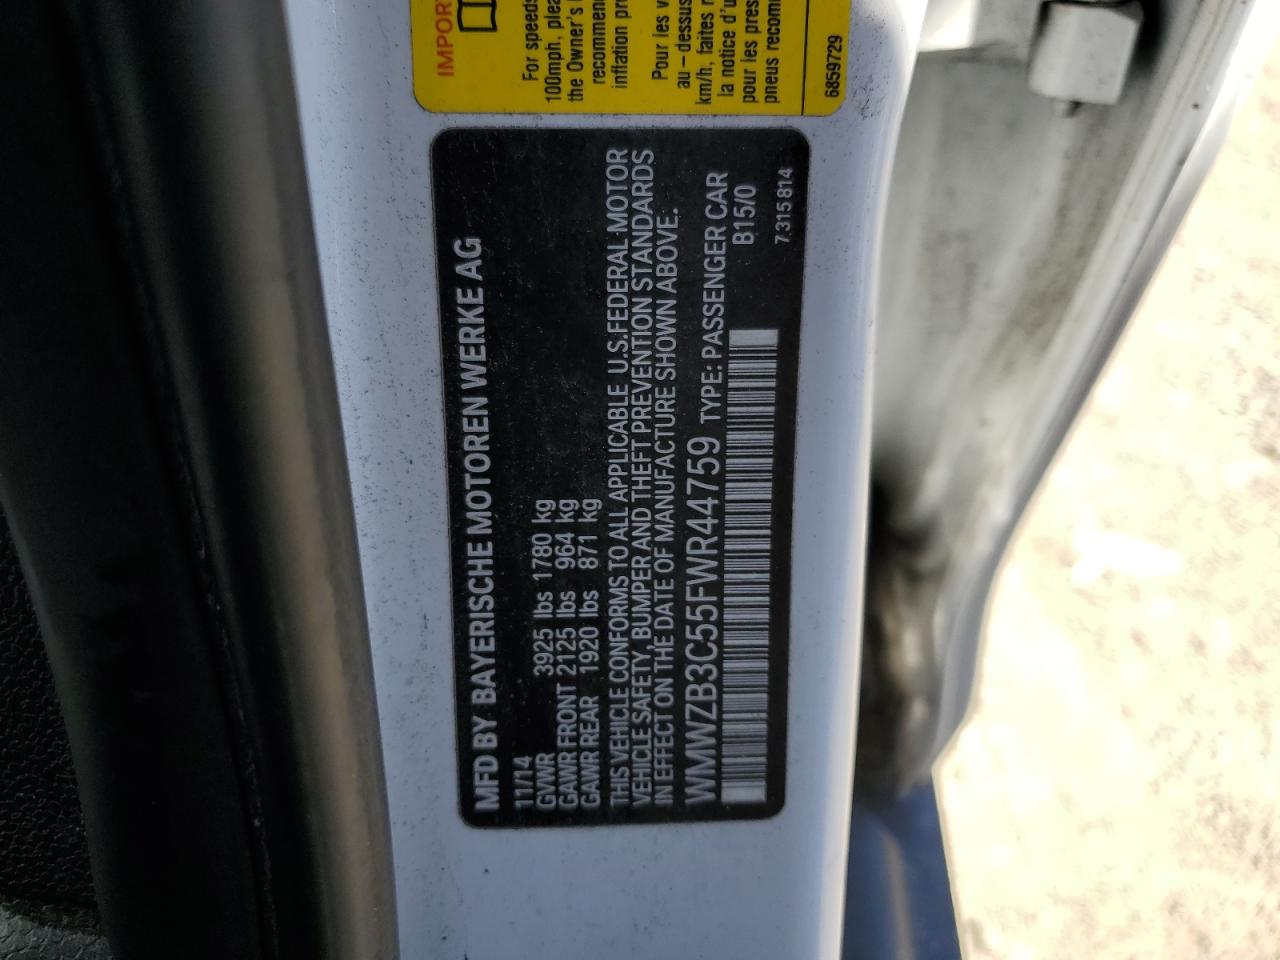 IMPORT
For speeds
100mph, plea
the Owner's
recommen
inflation pr
Pour les v
au-dessus
km/h, faites
la notice d'u
pour les pres
pneus recom
6859729
MFD BY BAYERISCHE MOTOREN WERKE AG
11/14
GVWR 3925 lbs 1780 kg
GAWR FRONT 2125 lbs 964 kg
GAWR REAR 1920 lbs 871 kg
THIS VEHICLE CONFORMS TO ALL APPLICABLE U.S.FEDERAL MOTOR
VEHICLE SAFETY, BUMPER AND THEFT PREVENTION STANDARDS
IN EFFECT ON THE DATE OF MANUFACTURE SHOWN ABOVE.
WMWZB3C55FWR44759 TYPE: PASSENGER CAR
B15/0
7.315 814